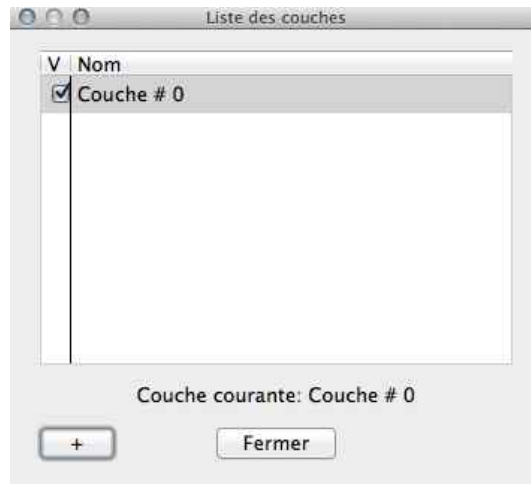 Liste des couches
V Nom
Couche # 0
Couche courante: Couche # 0
+ Fermer